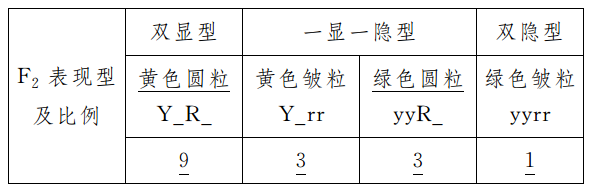 F₂ 表现型及比例
双显型 一显一隐型 双隐型
黄色圆粒 黄色皱粒 绿色圆粒 绿色皱粒
Y_R_ Y_rr yyR_ yyrr
9 3 3 1